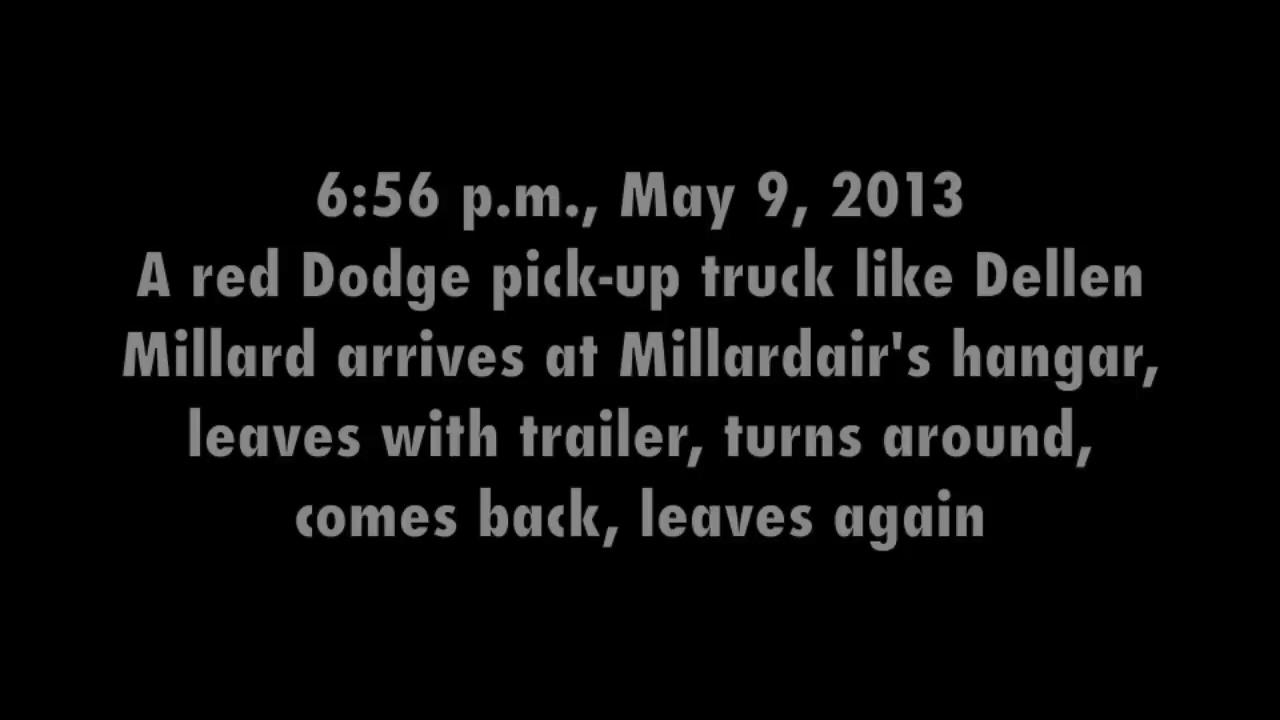 6:56 p.m., May 9, 2013
A red Dodge pick-up truck like Dellen
Millard arrives at Millardair's hangar,
leaves with trailer, turns around,
comes back, leaves again